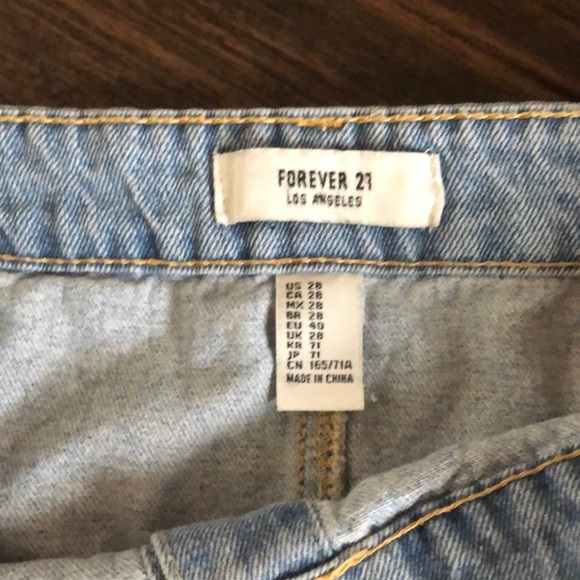 FOREVER 21
LOS ANGELES
US 28
CA 28
MX 28
BR 28
EU 40
UK 28
KR 71
JP 71
CN 165/71A
MADE IN CHINA